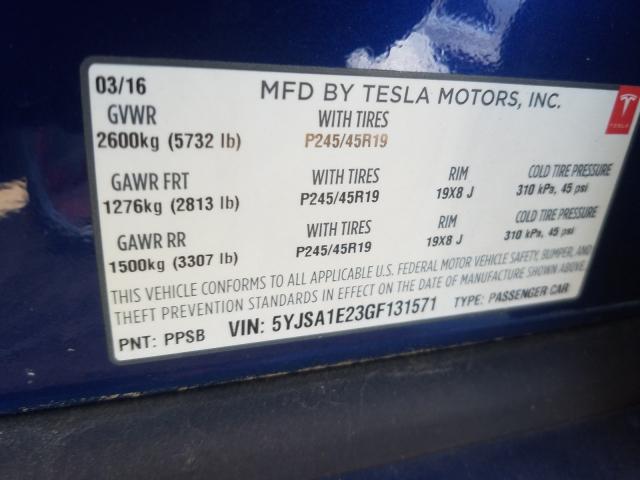 03/16 MFD BY TESLA MOTORS, INC.
TESLA
GVWR WITH TIRES
2600kg (5732 lb) P245/45R19
GAWR FRT WITH TIRES RIM COLD TIRE PRESSURE
1276kg (2813 lb) P245/45R19 19X8 J 310 kPa, 45 psi
GAWR RR WITH TIRES RIM COLD TIRE PRESSURE
1500kg (3307 lb) P245/45R19 19X8 J 310 kPa, 45 psi
THIS VEHICLE CONFORMS TO ALL APPLICABLE U.S. FEDERAL MOTOR VEHICLE SAFETY, BUMPER, AND
THEFT PREVENTION STANDARDS IN EFFECT ON THE DATE OF MANUFACTURE SHOWN ABOVE.
PNT: PPSB VIN: 5YJSA1E23GF131571 TYPE: PASSENGER CAR